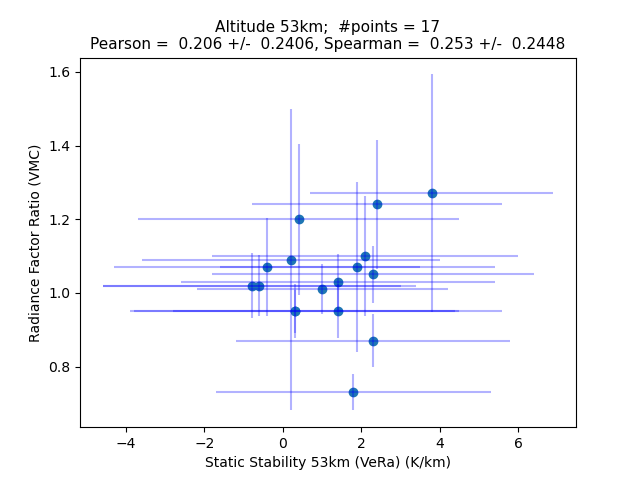 Altitude 53km;  #points = 17
Pearson =  0.206 +/-  0.2406, Spearman =  0.253 +/-  0.2448
1.6
1.4
1.2
1.0
0.8
Radiance Factor Ratio (VMC)
−4
−2
0
2
4
6
Static Stability 53km (VeRa) (K/km)